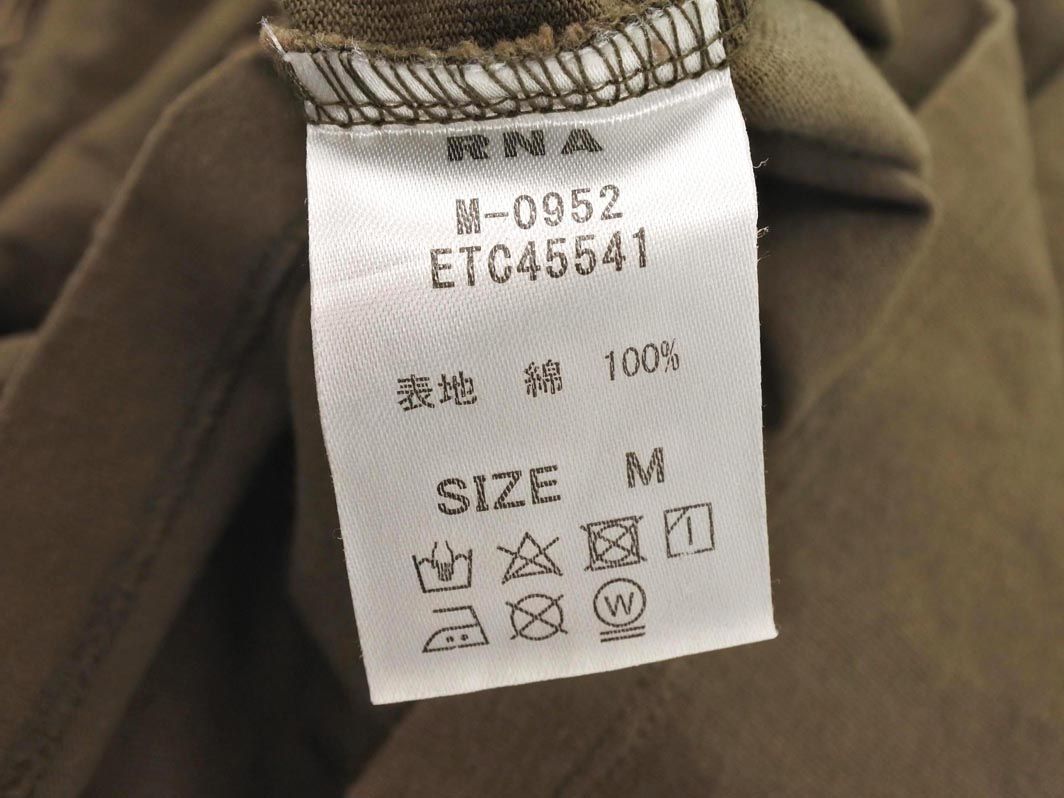 RNA
M-0952
ETC45541
表地 綿 100%
SIZE M
W